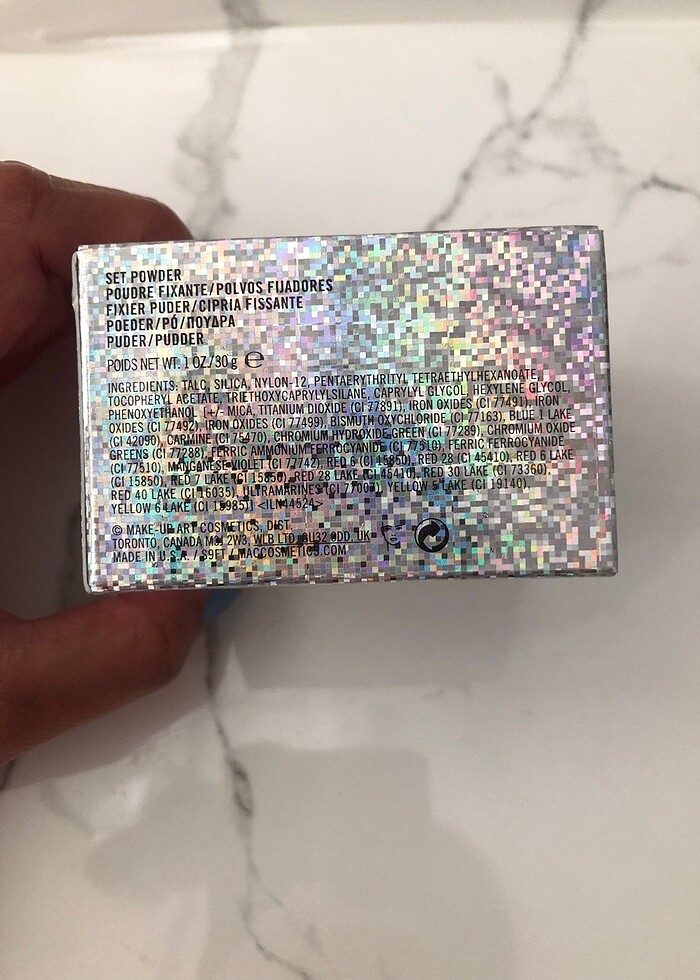 SET POWDER
POUDRE FIXANTE/POLVOS FIJADORES
FIXIER PUDER/CIPRIA FISSANTE
POEDER/PÓ/ΠΟΥΔΡΑ
PUDER/PUDDER
POIDS NET WT. 1 OZ./30 g ℮
INGREDIENTS: TALC, SILICA, NYLON-12, PENTAERYTHRITYL TETRAETHYLHEXANOATE,
TOCOPHERYL ACETATE, TRIETHOXYCAPRYLYLSILANE, CAPRYLYL GLYCOL, HEXYLENE GLYCOL,
PHENOXYETHANOL, [+/- MICA, TITANIUM DIOXIDE (CI 77891), IRON OXIDES (CI 77491), IRON
OXIDES (CI 77492), IRON OXIDES (CI 77499), BISMUTH OXYCHLORIDE (CI 77163), BLUE 1 LAKE
(CI 42090), CARMINE (CI 75470), CHROMIUM HYDROXIDE GREEN (CI 77289), CHROMIUM OXIDE
GREENS (CI 77288), FERRIC AMMONIUM FERROCYANIDE (CI 77510), FERRIC FERROCYANIDE
(CI 77510), MANGANESE VIOLET (CI 77742), RED 6 (CI 15850), RED 28 (CI 45410), RED 6 LAKE
(CI 15850), RED 7 LAKE (CI 15850), RED 28 LAKE (CI 45410), RED 30 LAKE (CI 73360),
RED 40 LAKE (CI 16035), ULTRAMARINES (CI 77007), YELLOW 5 LAKE (CI 19140),
YELLOW 6 LAKE (CI 15985)] <ILN44524>
© MAKE-UP ART COSMETICS, DIST.
TORONTO, CANADA 2W3, WLB LTD. GU32 0DD, UK
MADE IN U.S.A. / S9FT / MACCOSMETICS.COM